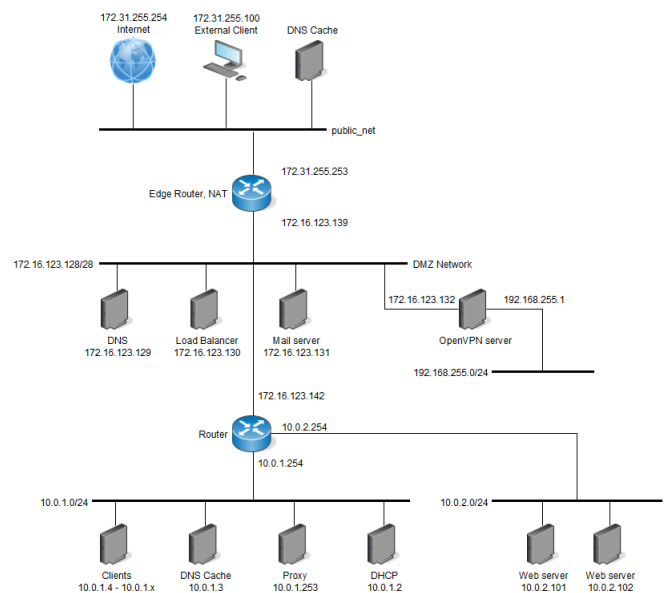 172.31.255.254
Internet
172.31.255.100
External Client
DNS Cache
public_net
172.31.255.253
Edge Router, NAT
172.16.123.139
172.16.123.128/28
DMZ Network
DNS
172.16.123.129
Load Balancer
172.16.123.130
Mail server
172.16.123.131
172.16.123.132
192.168.255.1
OpenVPN server
192.168.255.0/24
172.16.123.142
Router
10.0.2.254
10.0.1.254
10.0.1.0/24
10.0.2.0/24
Clients
10.0.1.4 - 10.0.1.x
DNS Cache
10.0.1.3
Proxy
10.0.1.253
DHCP
10.0.1.2
Web server
10.0.2.101
Web server
10.0.2.102